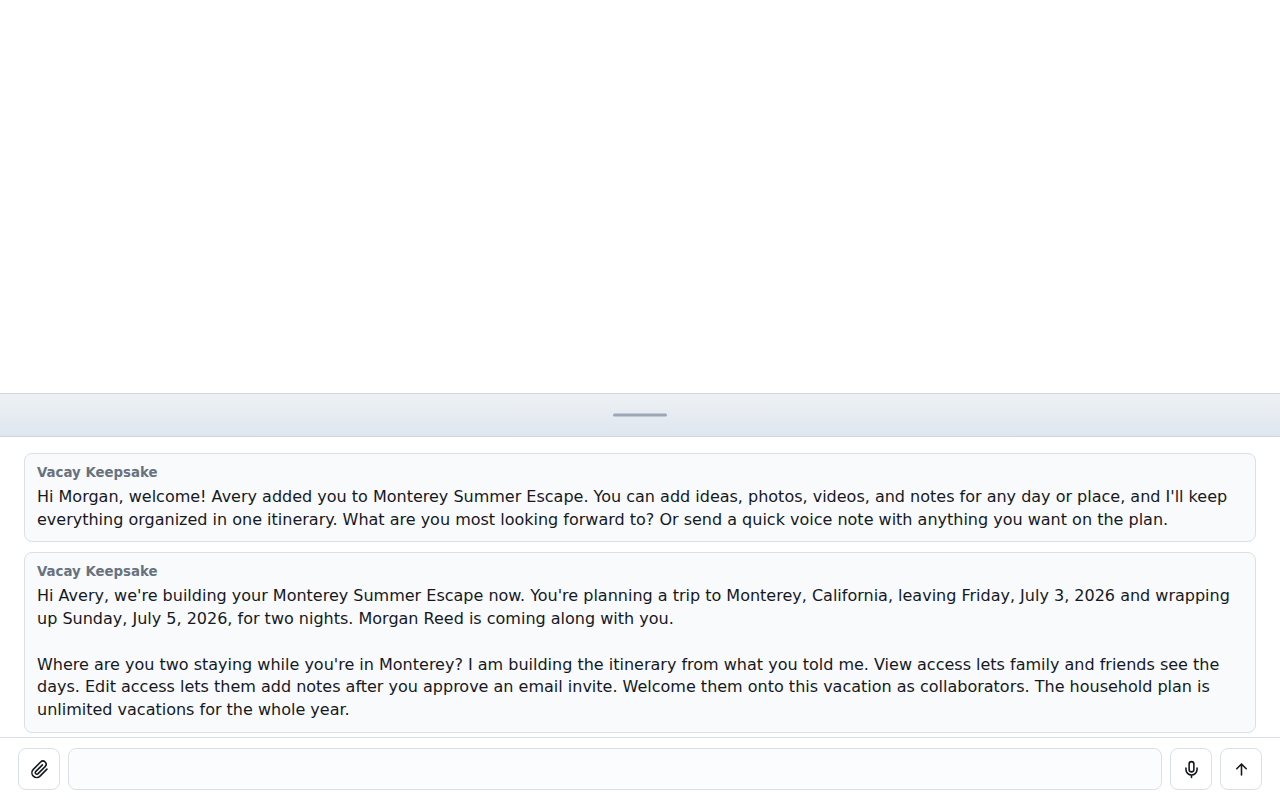 Vacay Keepsake
Hi Morgan, welcome! Avery added you to Monterey Summer Escape. You can add ideas, photos, videos, and notes for any day or place, and I'll keep
everything organized in one itinerary. What are you most looking forward to? Or send a quick voice note with anything you want on the plan.
Vacay Keepsake
Hi Avery, we're building your Monterey Summer Escape now. You're planning a trip to Monterey, California, leaving Friday, July 3, 2026 and wrapping
up Sunday, July 5, 2026, for two nights. Morgan Reed is coming along with you.
Where are you two staying while you're in Monterey? I am building the itinerary from what you told me. View access lets family and friends see the
days. Edit access lets them add notes after you approve an email invite. Welcome them onto this vacation as collaborators. The household plan is
unlimited vacations for the whole year.